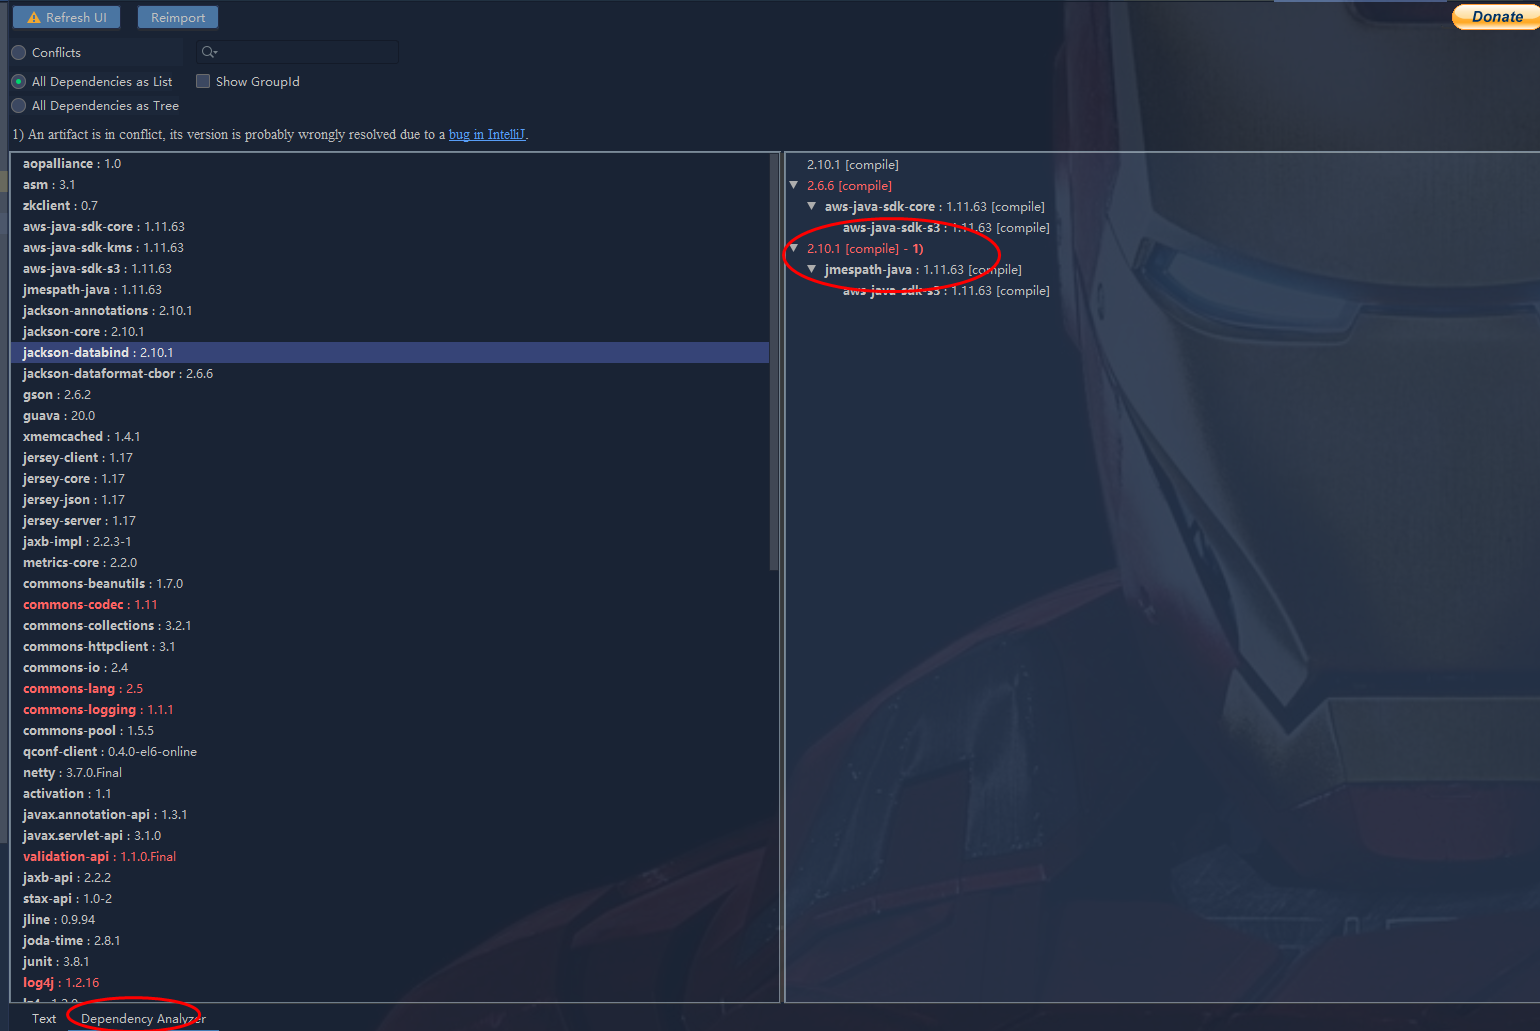 Refresh UI Reimport
Donate
Conflicts
All Dependencies as List Show GroupId
All Dependencies as Tree
1) An artifact is in conflict, its version is probably wrongly resolved due to a bug in IntelliJ.
aopalliance : 1.0
asm : 3.1
zkclient : 0.7
aws-java-sdk-core : 1.11.63
aws-java-sdk-kms : 1.11.63
aws-java-sdk-s3 : 1.11.63
jmespath-java : 1.11.63
jackson-annotations : 2.10.1
jackson-core : 2.10.1
jackson-databind : 2.10.1
jackson-dataformat-cbor : 2.6.6
gson : 2.6.2
guava : 20.0
xmemcached : 1.4.1
jersey-client : 1.17
jersey-core : 1.17
jersey-json : 1.17
jersey-server : 1.17
jaxb-impl : 2.2.3-1
metrics-core : 2.2.0
commons-beanutils : 1.7.0
commons-codec : 1.11
commons-collections : 3.2.1
commons-httpclient : 3.1
commons-io : 2.4
commons-lang : 2.5
commons-logging : 1.1.1
commons-pool : 1.5.5
qconf-client : 0.4.0-el6-online
netty : 3.7.0.Final
activation : 1.1
javax.annotation-api : 1.3.1
javax.servlet-api : 3.1.0
validation-api : 1.1.0.Final
jaxb-api : 2.2.2
stax-api : 1.0-2
jline : 0.9.94
joda-time : 2.8.1
junit : 3.8.1
log4j : 1.2.16
2.10.1 [compile]
2.6.6 [compile]
aws-java-sdk-core : 1.11.63 [compile]
aws-java-sdk-s3 : 1.11.63 [compile]
2.10.1 [compile] - 1)
jmespath-java : 1.11.63 [compile]
aws-java-sdk-s3 : 1.11.63 [compile]
Text Dependency Analyzer